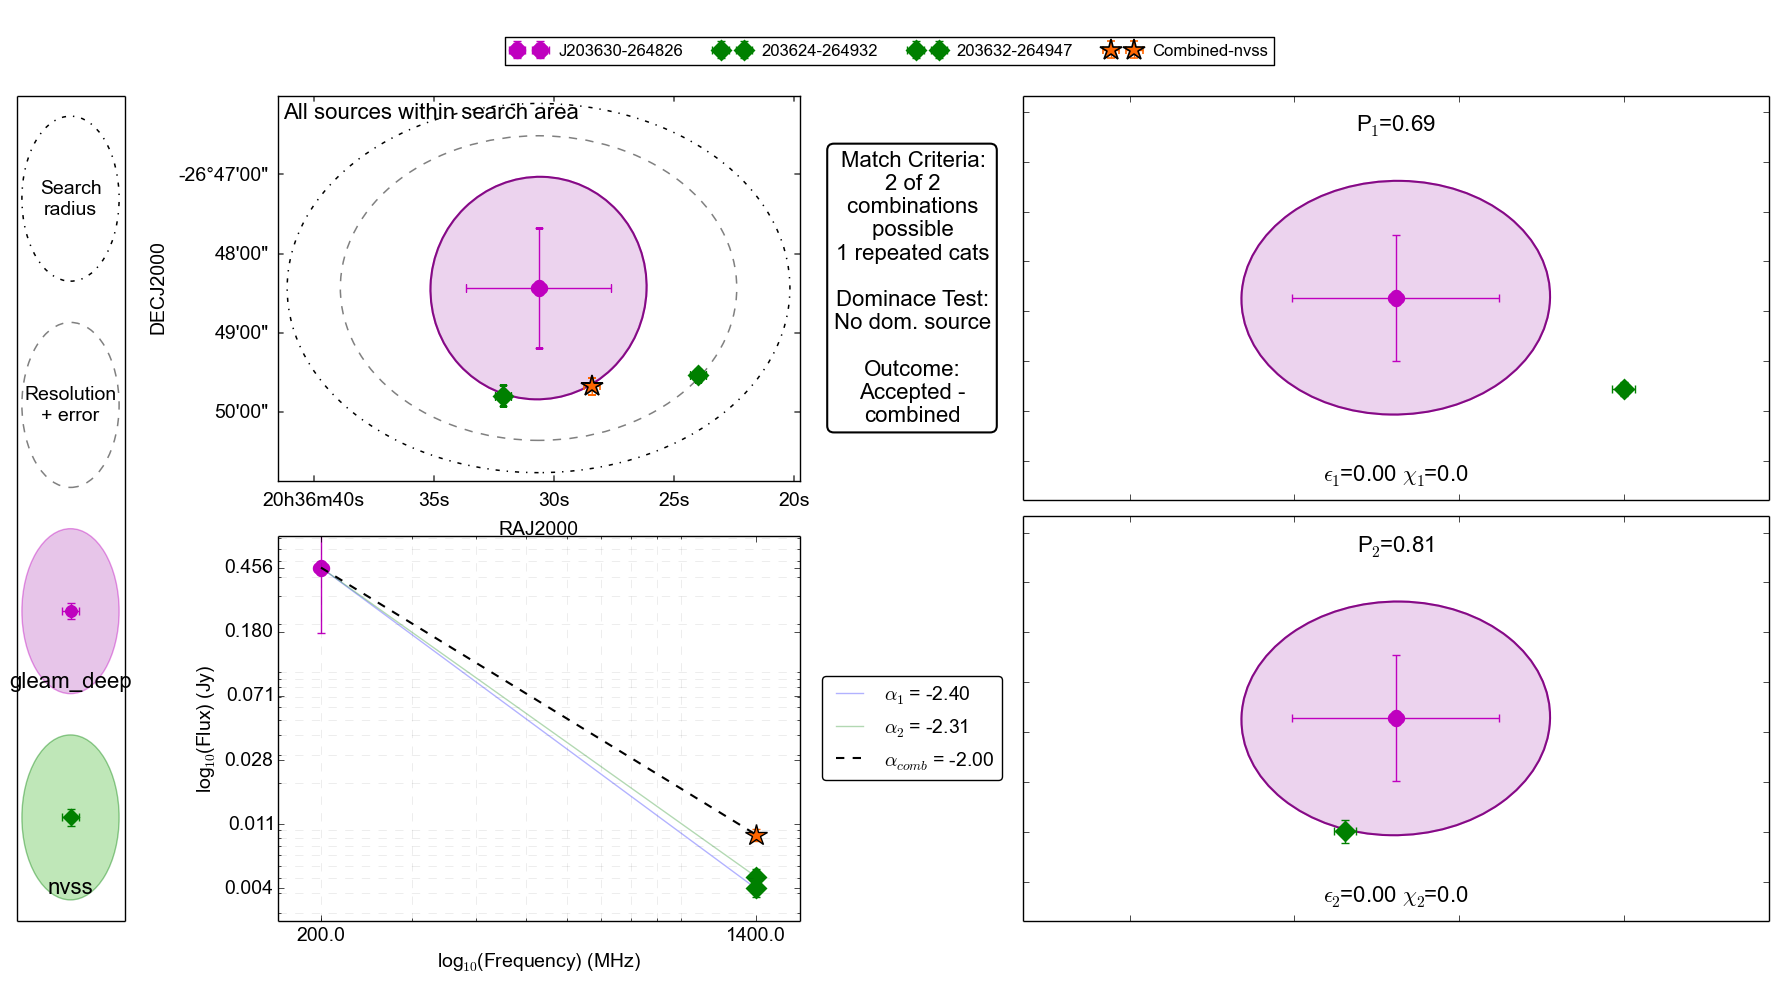 J203630-264826 203624-264932 203632-264947 Combined-nvss
Search
radius
Resolution
+ error
gleam_deep
nvss
All sources within search area
DECJ2000
-26°47'00"
48'00"
49'00"
50'00"
20h36m40s 35s 30s 25s 20s
RAJ2000
Match Criteria:
2 of 2
combinations
possible
1 repeated cats
Dominace Test:
No dom. source
Outcome:
Accepted -
combined
P₁=0.69
ϵ₁=0.00 χ₁=0.0
log₁₀(Flux) (Jy)
0.456
0.180
0.071
0.028
0.011
0.004
200.0 1400.0
log₁₀(Frequency) (MHz)
α₁ = -2.40
α₂ = -2.31
α_comb = -2.00
P₂=0.81
ϵ₂=0.00 χ₂=0.0